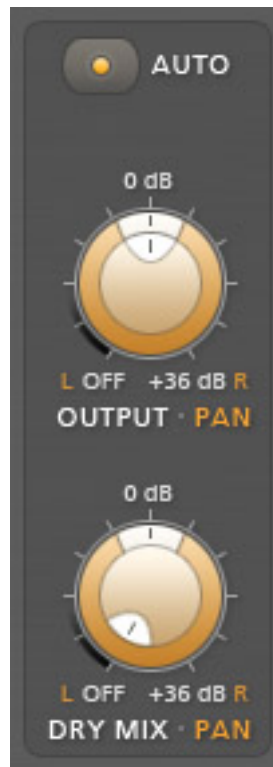 AUTO
0 dB
L OFF +36 dB R
OUTPUT · PAN
0 dB
L OFF +36 dB R
DRY MIX · PAN